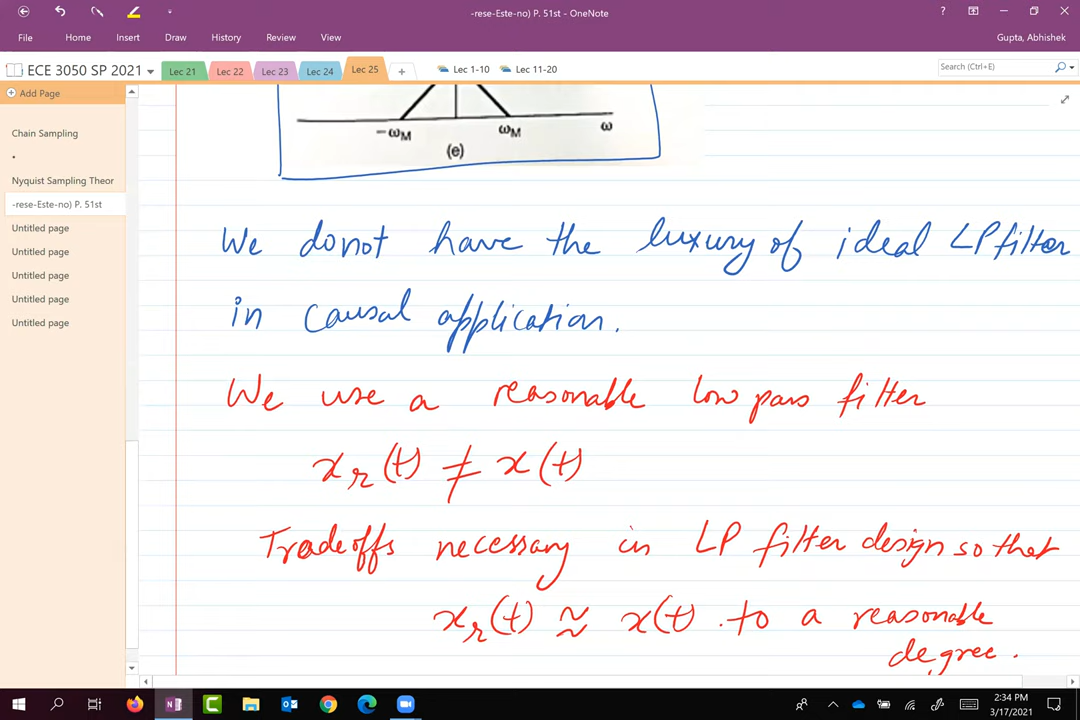 -rese-Este-no) P. 51st - OneNote
?
Gupta, Abhishek
File Home Insert Draw History Review View
ECE 3050 SP 2021
Lec 21 Lec 22 Lec 23 Lec 24 Lec 25 + Lec 1-10 Lec 11-20
Search (Ctrl+E)
Add Page
Chain Sampling
Nyquist Sampling Theor
-rese-Este-no) P. 51st
Untitled page
Untitled page
Untitled page
Untitled page
Untitled page
-ωM ωM ω
(e)
We do not have the luxury of ideal LP filter
in causal application.
We use a reasonable low pass filter
xr(t) ≠ x(t)
Tradeoffs necessary in LP filter design so that
xr(t) ≈ x(t) . to a reasonable
degree.
2:34 PM
3/17/2021